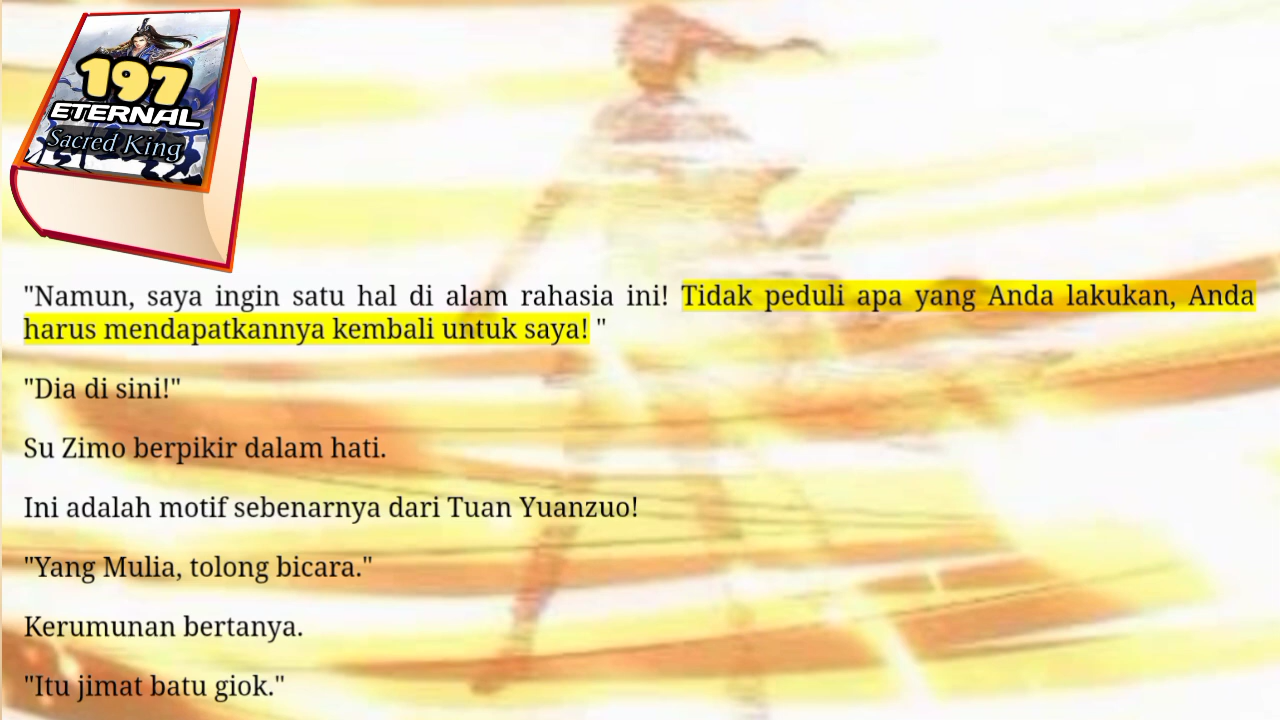 197
ETERNAL
Sacred King
"Namun, saya ingin satu hal di alam rahasia ini! Tidak peduli apa yang Anda lakukan, Anda
harus mendapatkannya kembali untuk saya! "
"Dia di sini!"
Su Zimo berpikir dalam hati.
Ini adalah motif sebenarnya dari Tuan Yuanzuo!
"Yang Mulia, tolong bicara."
Kerumunan bertanya.
"Itu jimat batu giok."